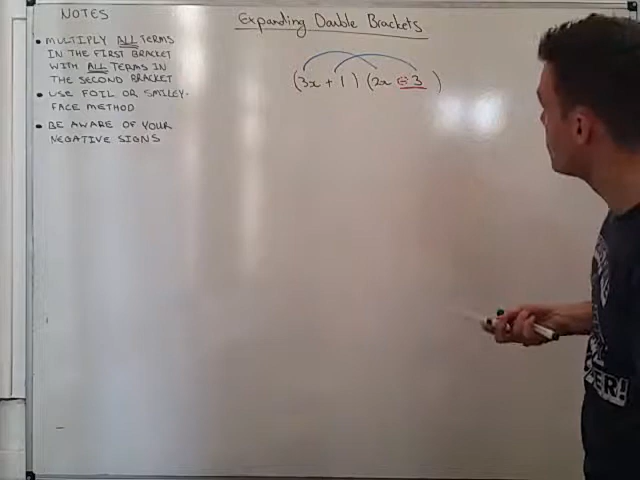 NOTES
Expanding Double Brackets
• MULTIPLY ALL TERMS
IN THE FIRST BRACKET
WITH ALL TERMS IN
THE SECOND BRACKET
• USE FOIL OR SMILEY-
FACE METHOD
• BE AWARE OF YOUR
NEGATIVE SIGNS
(3x + 1) (2x - 3)